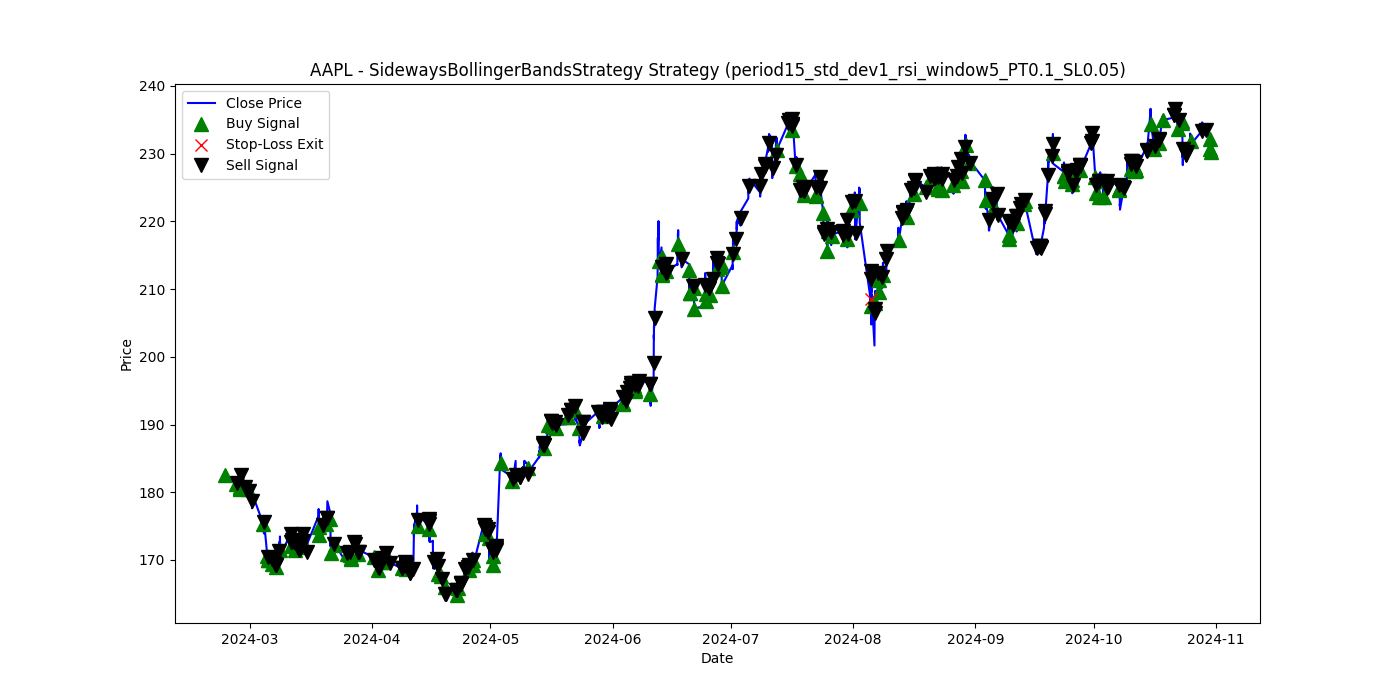 AAPL - SidewaysBollingerBandsStrategy Strategy (period15_std_dev1_rsi_window5_PT0.1_SL0.05)
Close Price
Buy Signal
Stop-Loss Exit
Sell Signal
240
230
220
210
200
190
180
170
Price
2024-03 2024-04 2024-05 2024-06 2024-07 2024-08 2024-09 2024-10 2024-11
Date